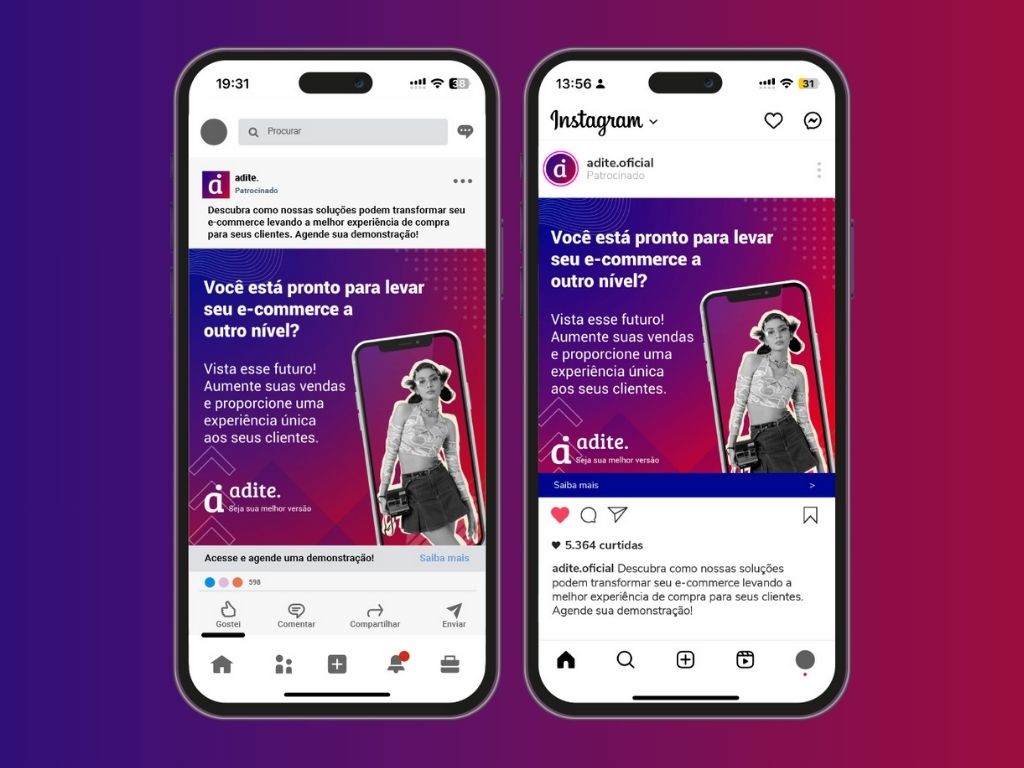 19:31
38
Procurar
adite.
Patrocinado
Descubra como nossas soluções podem transformar seu
e-commerce levando a melhor experiência de compra
para seus clientes. Agende sua demonstração!
Você está pronto para levar
seu e-commerce a
outro nível?
Vista esse futuro!
Aumente suas vendas
e proporcione uma
experiência única
aos seus clientes.
adite.
Seja sua melhor versão
Acesse e agende uma demonstração! Saiba mais
598
Gostei Comentar Compartilhar Enviar
13:56
31
Instagram
adite.oficial
Patrocinado
Você está pronto para levar
seu e-commerce a
outro nível?
Vista esse futuro!
Aumente suas vendas
e proporcione uma
experiência única
aos seus clientes.
adite.
Seja sua melhor versão
Saiba mais >
5.364 curtidas
adite.oficial Descubra como nossas soluções
podem transformar seu e-commerce levando a
melhor experiência de compra para seus clientes.
Agende sua demonstração!